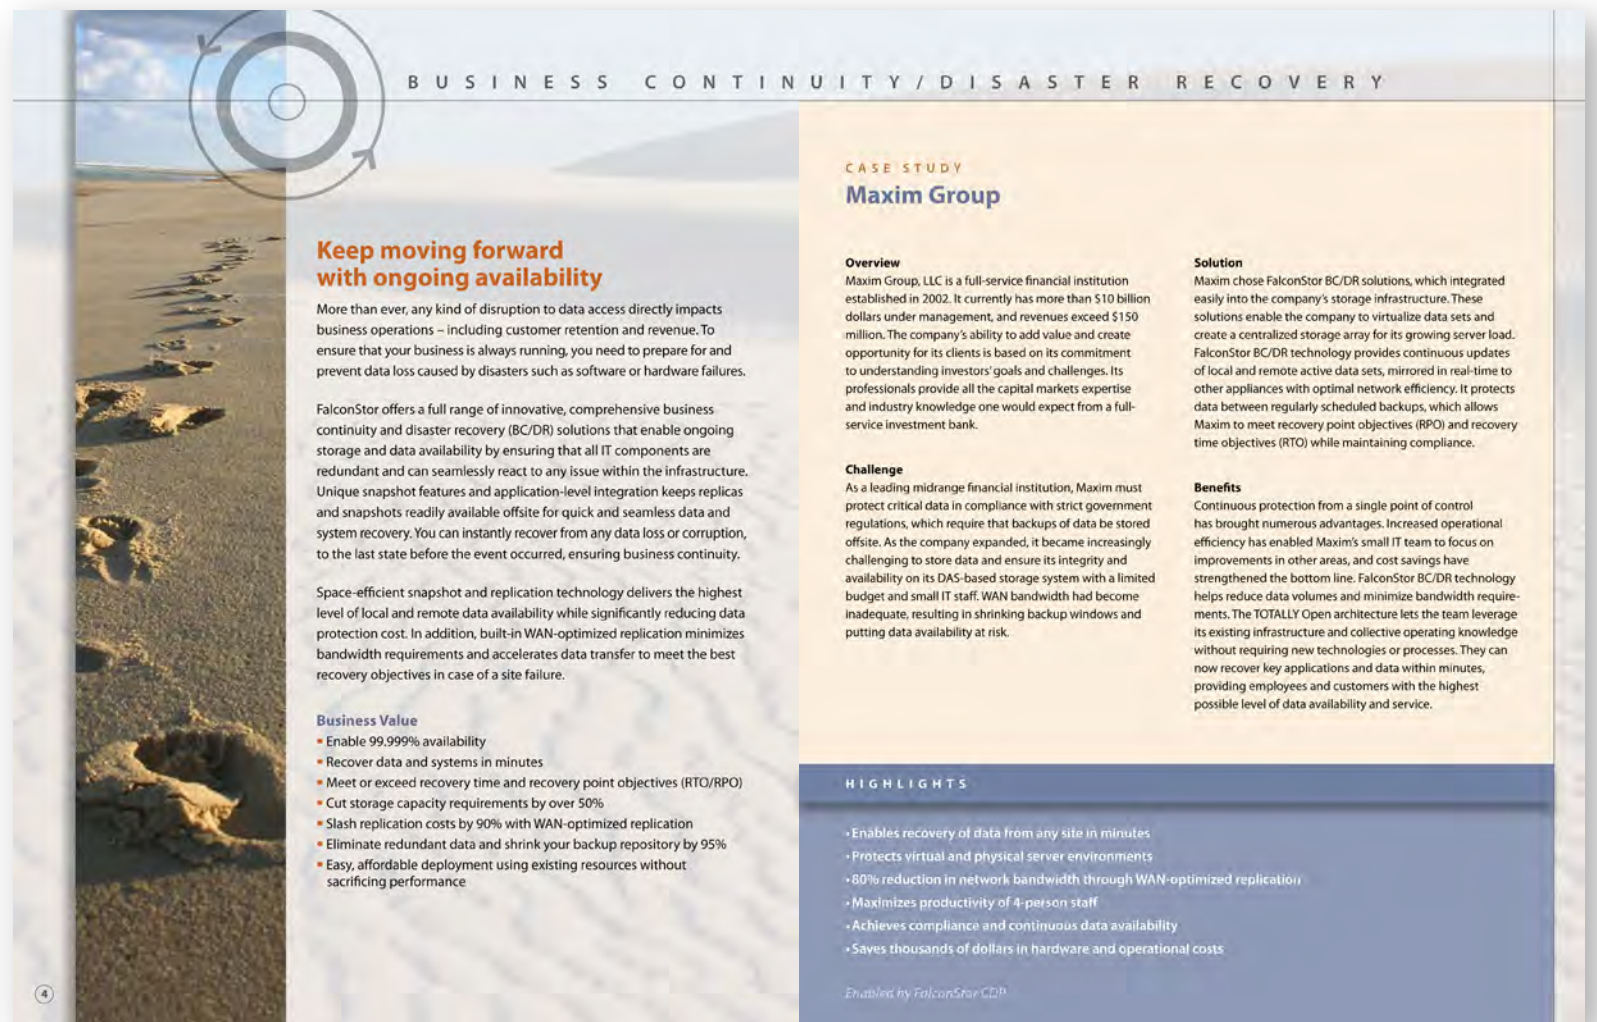 BUSINESS CONTINUITY/DISASTER RECOVERY
Keep moving forward
with ongoing availability
More than ever, any kind of disruption to data access directly impacts
business operations – including customer retention and revenue. To
ensure that your business is always running, you need to prepare for and
prevent data loss caused by disasters such as software or hardware failures.
FalconStor offers a full range of innovative, comprehensive business
continuity and disaster recovery (BC/DR) solutions that enable ongoing
storage and data availability by ensuring that all IT components are
redundant and can seamlessly react to any issue within the infrastructure.
Unique snapshot features and application-level integration keeps replicas
and snapshots readily available offsite for quick and seamless data and
system recovery. You can instantly recover from any data loss or corruption,
to the last state before the event occurred, ensuring business continuity.
Space-efficient snapshot and replication technology delivers the highest
level of local and remote data availability while significantly reducing data
protection cost. In addition, built-in WAN-optimized replication minimizes
bandwidth requirements and accelerates data transfer to meet the best
recovery objectives in case of a site failure.
Business Value
▪ Enable 99.999% availability
▪ Recover data and systems in minutes
▪ Meet or exceed recovery time and recovery point objectives (RTO/RPO)
▪ Cut storage capacity requirements by over 50%
▪ Slash replication costs by 90% with WAN-optimized replication
▪ Eliminate redundant data and shrink your backup repository by 95%
▪ Easy, affordable deployment using existing resources without
sacrificing performance
4
CASE STUDY
Maxim Group
Overview
Maxim Group, LLC is a full-service financial institution
established in 2002. It currently has more than $10 billion
dollars under management, and revenues exceed $150
million. The company's ability to add value and create
opportunity for its clients is based on its commitment
to understanding investors' goals and challenges. Its
professionals provide all the capital markets expertise
and industry knowledge one would expect from a full-
service investment bank.
Challenge
As a leading midrange financial institution, Maxim must
protect critical data in compliance with strict government
regulations, which require that backups of data be stored
offsite. As the company expanded, it became increasingly
challenging to store data and ensure its integrity and
availability on its DAS-based storage system with a limited
budget and small IT staff. WAN bandwidth had become
inadequate, resulting in shrinking backup windows and
putting data availability at risk.
Solution
Maxim chose FalconStor BC/DR solutions, which integrated
easily into the company's storage infrastructure. These
solutions enable the company to virtualize data sets and
create a centralized storage array for its growing server load.
FalconStor BC/DR technology provides continuous updates
of local and remote active data sets, mirrored in real-time to
other appliances with optimal network efficiency. It protects
data between regularly scheduled backups, which allows
Maxim to meet recovery point objectives (RPO) and recovery
time objectives (RTO) while maintaining compliance.
Benefits
Continuous protection from a single point of control
has brought numerous advantages. Increased operational
efficiency has enabled Maxim's small IT team to focus on
improvements in other areas, and cost savings have
strengthened the bottom line. FalconStor BC/DR technology
helps reduce data volumes and minimize bandwidth require-
ments. The TOTALLY Open architecture lets the team leverage
its existing infrastructure and collective operating knowledge
without requiring new technologies or processes. They can
now recover key applications and data within minutes,
providing employees and customers with the highest
possible level of data availability and service.
HIGHLIGHTS
• Enables recovery of data from any site in minutes
• Protects virtual and physical server environments
• 80% reduction in network bandwidth through WAN-optimized replication
• Maximizes productivity of 4-person staff
• Achieves compliance and continuous data availability
• Saves thousands of dollars in hardware and operational costs
Enabled by FalconStor CDP